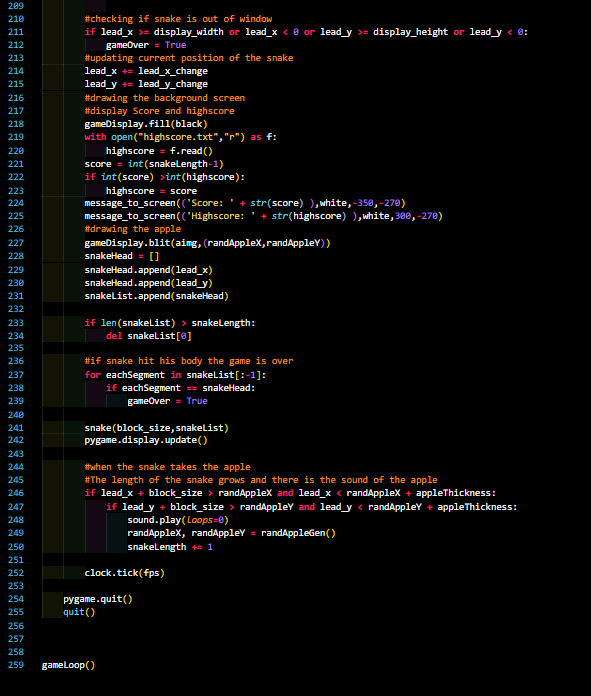 209
210 #checking if snake is out of window
211 if lead_x >= display_width or lead_x < 0 or lead_y >= display_height or lead_y < 0:
212 gameOver = True
213 #updating current position of the snake
214 lead_x += lead_x_change
215 lead_y += lead_y_change
216 #drawing the background screen
217 #display Score and highscore
218 gameDisplay.fill(black)
219 with open("highscore.txt","r") as f:
220 highscore = f.read()
221 score = int(snakeLength-1)
222 if int(score) >int(highscore):
223 highscore = score
224 message_to_screen(('Score: ' + str(score) ),white,-350,-270)
225 message_to_screen(('Highscore: ' + str(highscore) ),white,300,-270)
226 #drawing the apple
227 gameDisplay.blit(aimg,(randAppleX,randAppleY))
228 snakeHead = []
229 snakeHead.append(lead_x)
230 snakeHead.append(lead_y)
231 snakeList.append(snakeHead)
232
233 if len(snakeList) > snakeLength:
234 del snakeList[0]
235
236 #if snake hit his body the game is over
237 for eachSegment in snakeList[:-1]:
238 if eachSegment == snakeHead:
239 gameOver = True
240
241 snake(block_size,snakeList)
242 pygame.display.update()
243
244 #when the snake takes the apple
245 #The length of the snake grows and there is the sound of the apple
246 if lead_x + block_size > randAppleX and lead_x < randAppleX + appleThickness:
247 if lead_y + block_size > randAppleY and lead_y < randAppleY + appleThickness:
248 sound.play(loops=0)
249 randAppleX, randAppleY = randAppleGen()
250 snakeLength += 1
251
252 clock.tick(fps)
253
254 pygame.quit()
255 quit()
256
257
258
259 gameLoop()